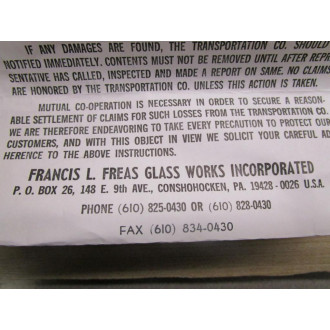 IF ANY DAMAGES ARE FOUND, THE TRANSPORTATION CO. SHOULD
NOTIFIED IMMEDIATELY. CONTENTS MUST NOT BE REMOVED UNTIL AFTER REPR
SENTATIVE HAS CALLED, INSPECTED AND MADE A REPORT ON SAME. NO CLAIMS
ARE HONORED BY THE TRANSPORTATION CO. UNLESS THIS ACTION IS TAKEN.
MUTUAL CO-OPERATION IS NECESSARY IN ORDER TO SECURE A REASON-
ABLE SETTLEMENT OF CLAIMS FOR SUCH LOSSES FROM THE TRANSPORTATION CO.
WE ARE THEREFORE ENDEAVORING TO TAKE EVERY PRECAUTION TO PROTECT OUR
CUSTOMERS, AND WITH THIS OBJECT IN VIEW WE SOLICIT YOUR CAREFUL AD
HERENCE TO THE ABOVE INSTRUCTIONS.
FRANCIS L. FREAS GLASS WORKS INCORPORATED
P. O. BOX 26, 148 E. 9th AVE., CONSHOHOCKEN, PA. 19428 - 0026 U.S.A.
PHONE (610) 825-0430 OR (610) 828-0430
FAX (610) 834-0430